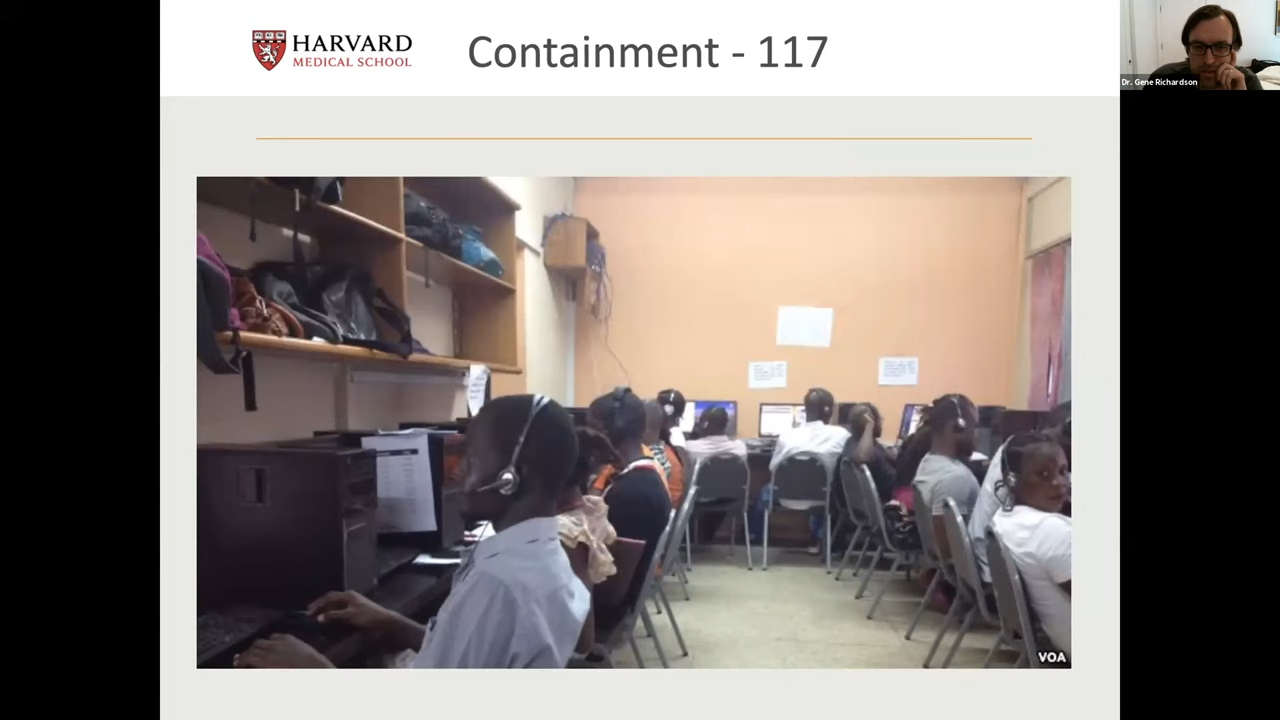 HARVARD
MEDICAL SCHOOL
Containment - 117
Dr. Gene Richardson
VOA